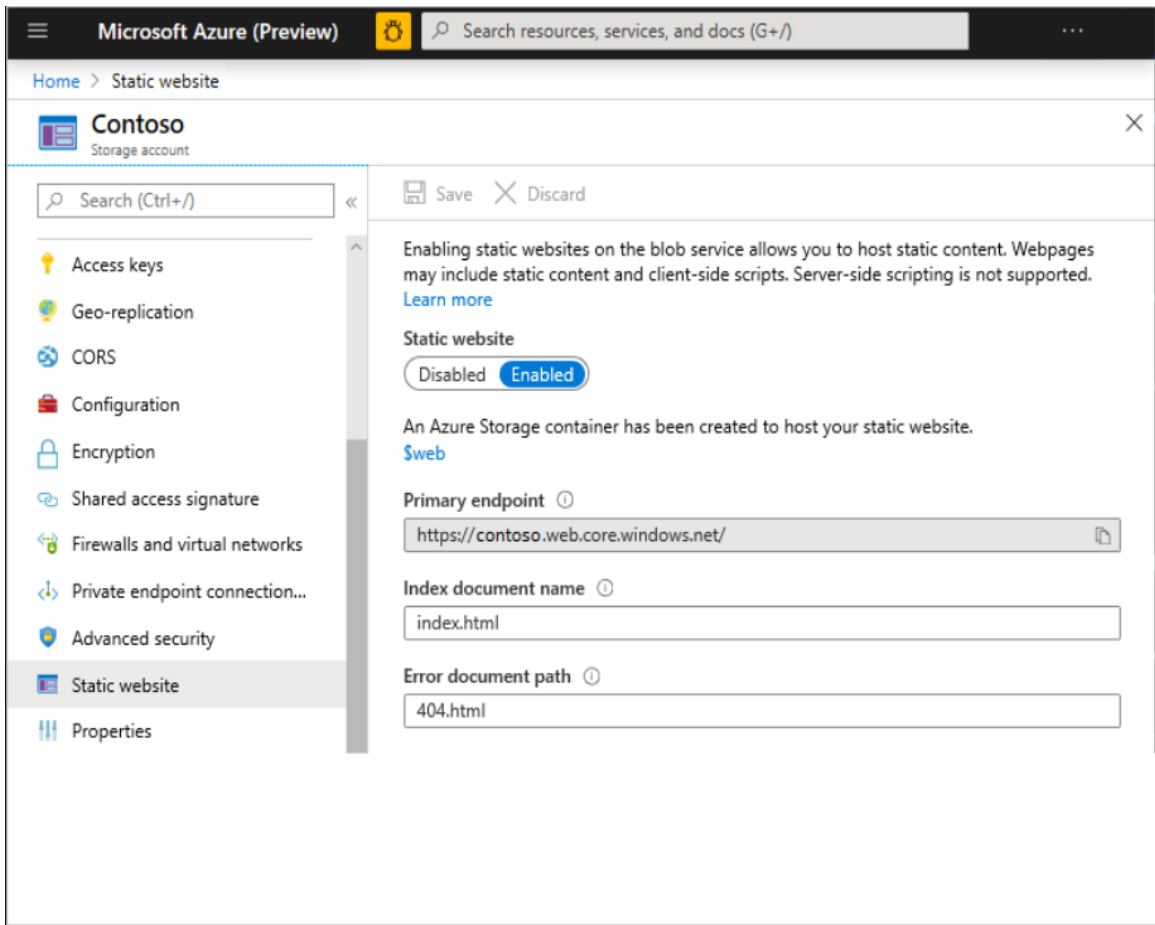 Microsoft Azure (Preview)
Search resources, services, and docs (G+/)
...
Home > Static website
Contoso
Storage account
Search (Ctrl+/)
«
Access keys
Geo-replication
CORS
Configuration
Encryption
Shared access signature
Firewalls and virtual networks
Private endpoint connection...
Advanced security
Static website
Properties
Save
Discard
Enabling static websites on the blob service allows you to host static content. Webpages
may include static content and client-side scripts. Server-side scripting is not supported.
Learn more
Static website
Disabled Enabled
An Azure Storage container has been created to host your static website.
$web
Primary endpoint
https://contoso.web.core.windows.net/
Index document name
index.html
Error document path
404.html